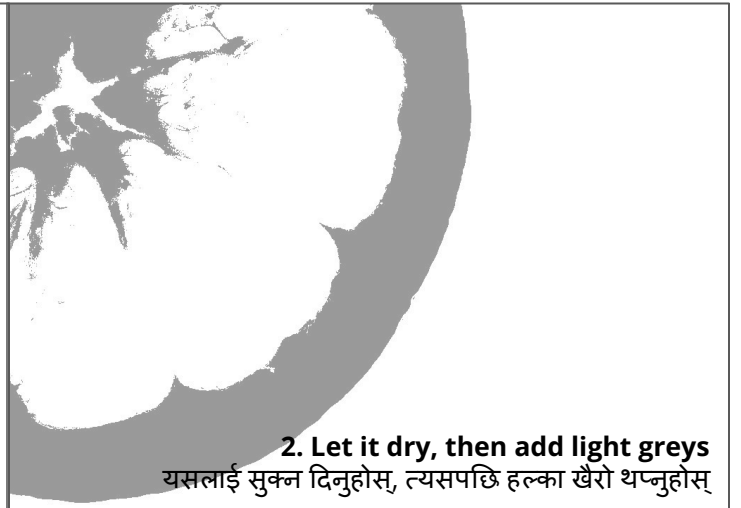 2. Let it dry, then add light greys
यसलाई सुक्न दिनुहोस्, त्यसपछि हल्का खैरो थप्नुहोस्